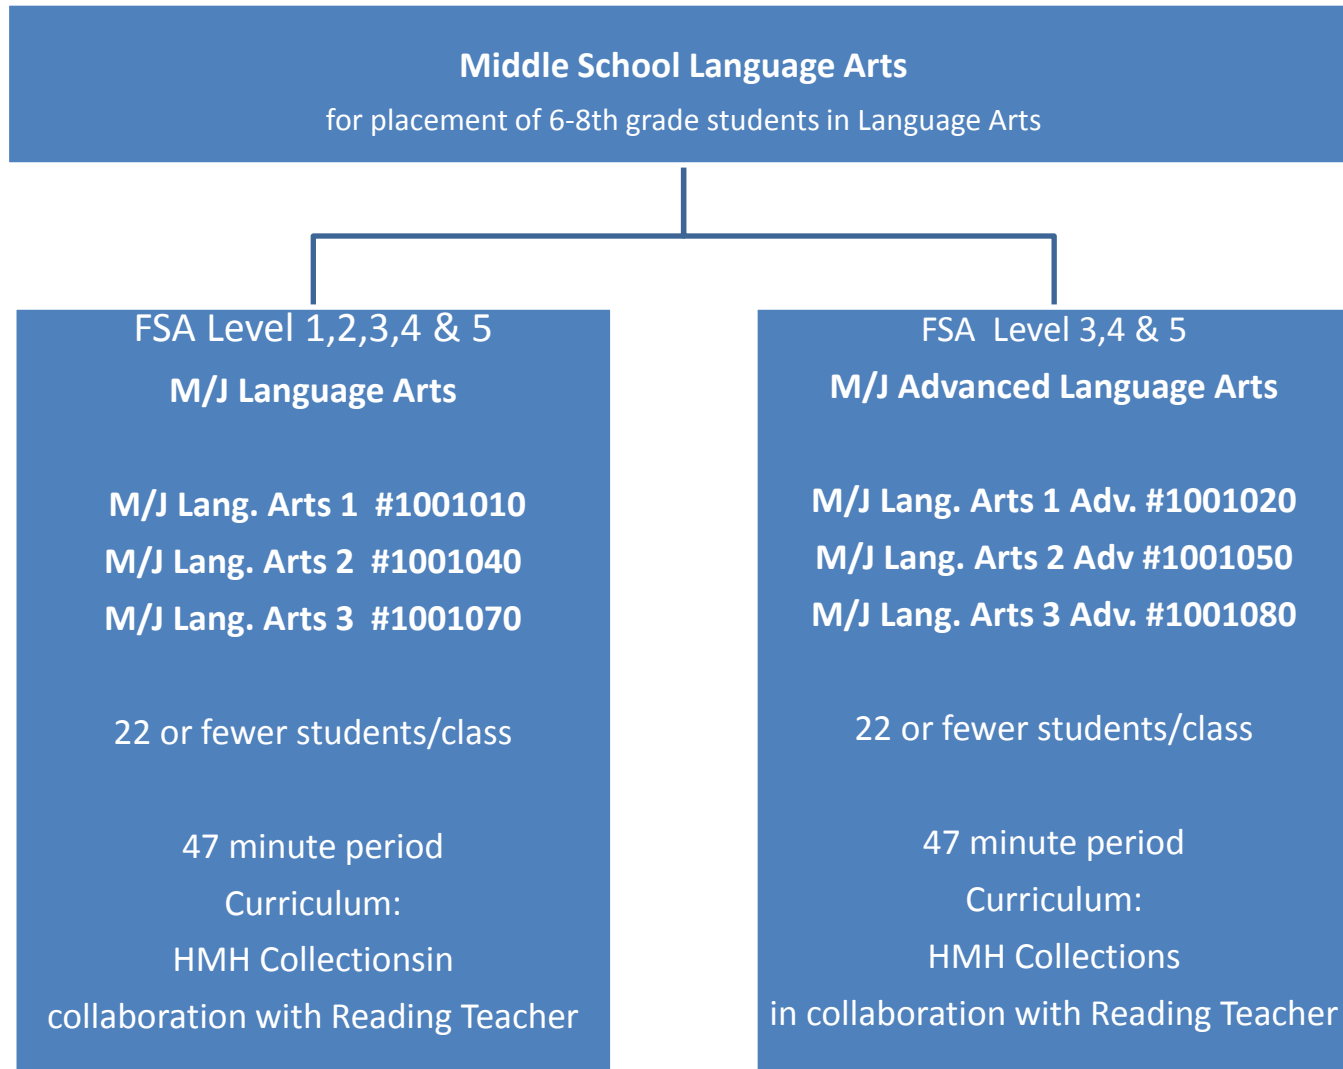 Middle School Language Arts
for placement of 6-8th grade students in Language Arts
FSA Level 1,2,3,4 & 5
M/J Language Arts
M/J Lang. Arts 1 #1001010
M/J Lang. Arts 2 #1001040
M/J Lang. Arts 3 #1001070
22 or fewer students/class
47 minute period
Curriculum:
HMH Collectionsin
collaboration with Reading Teacher
FSA Level 3,4 & 5
M/J Advanced Language Arts
M/J Lang. Arts 1 Adv. #1001020
M/J Lang. Arts 2 Adv #1001050
M/J Lang. Arts 3 Adv. #1001080
22 or fewer students/class
47 minute period
Curriculum:
HMH Collections
in collaboration with Reading Teacher